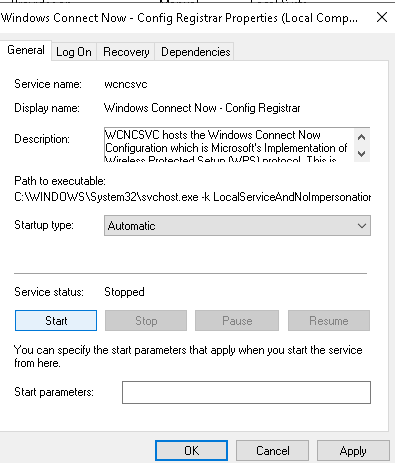 Windows Connect Now - Config Registrar Properties (Local Comp...
General Log On Recovery Dependencies
Service name: wcncsvc
Display name: Windows Connect Now - Config Registrar
Description: WCNCSVC hosts the Windows Connect Now
Configuration which is Microsoft's Implementation of
Wireless Protected Setup (WPS) protocol. This is
Path to executable:
C:\WINDOWS\System32\svchost.exe -k LocalServiceAndNoImpersonation
Startup type: Automatic
Service status: Stopped
Start Stop Pause Resume
You can specify the start parameters that apply when you start the service
from here.
Start parameters:
OK Cancel Apply